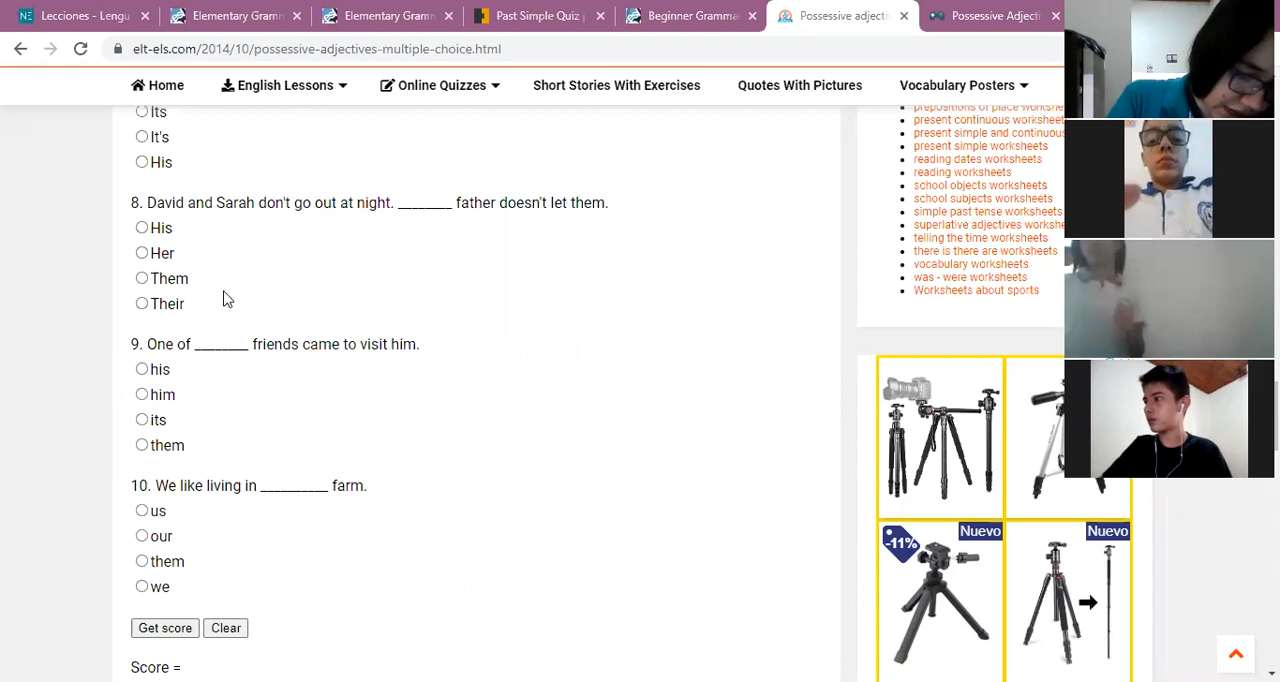 Lecciones - Lengu
Elementary Gramm
Elementary Gramm
Past Simple Quiz
Beginner Gramma
Possessive adjecti
Possessive Adjecti
elt-els.com/2014/10/possessive-adjectives-multiple-choice.html
Home
English Lessons
Online Quizzes
Short Stories With Exercises
Quotes With Pictures
Vocabulary Posters
Its
It's
His
8. David and Sarah don't go out at night. ________ father doesn't let them.
His
Her
Them
Their
9. One of ________ friends came to visit him.
his
him
its
them
10. We like living in __________ farm.
us
our
them
we
Get score
Clear
Score =
prepositions of place workshe
present continuous worksheets
present simple and continuous
present simple worksheets
reading dates worksheets
reading worksheets
school objects worksheets
school subjects worksheets
simple past tense worksheets
superlative adjectives workshe
telling the time worksheets
there is there are worksheets
vocabulary worksheets
was - were worksheets
Worksheets about sports
-11%
Nuevo
Nuevo